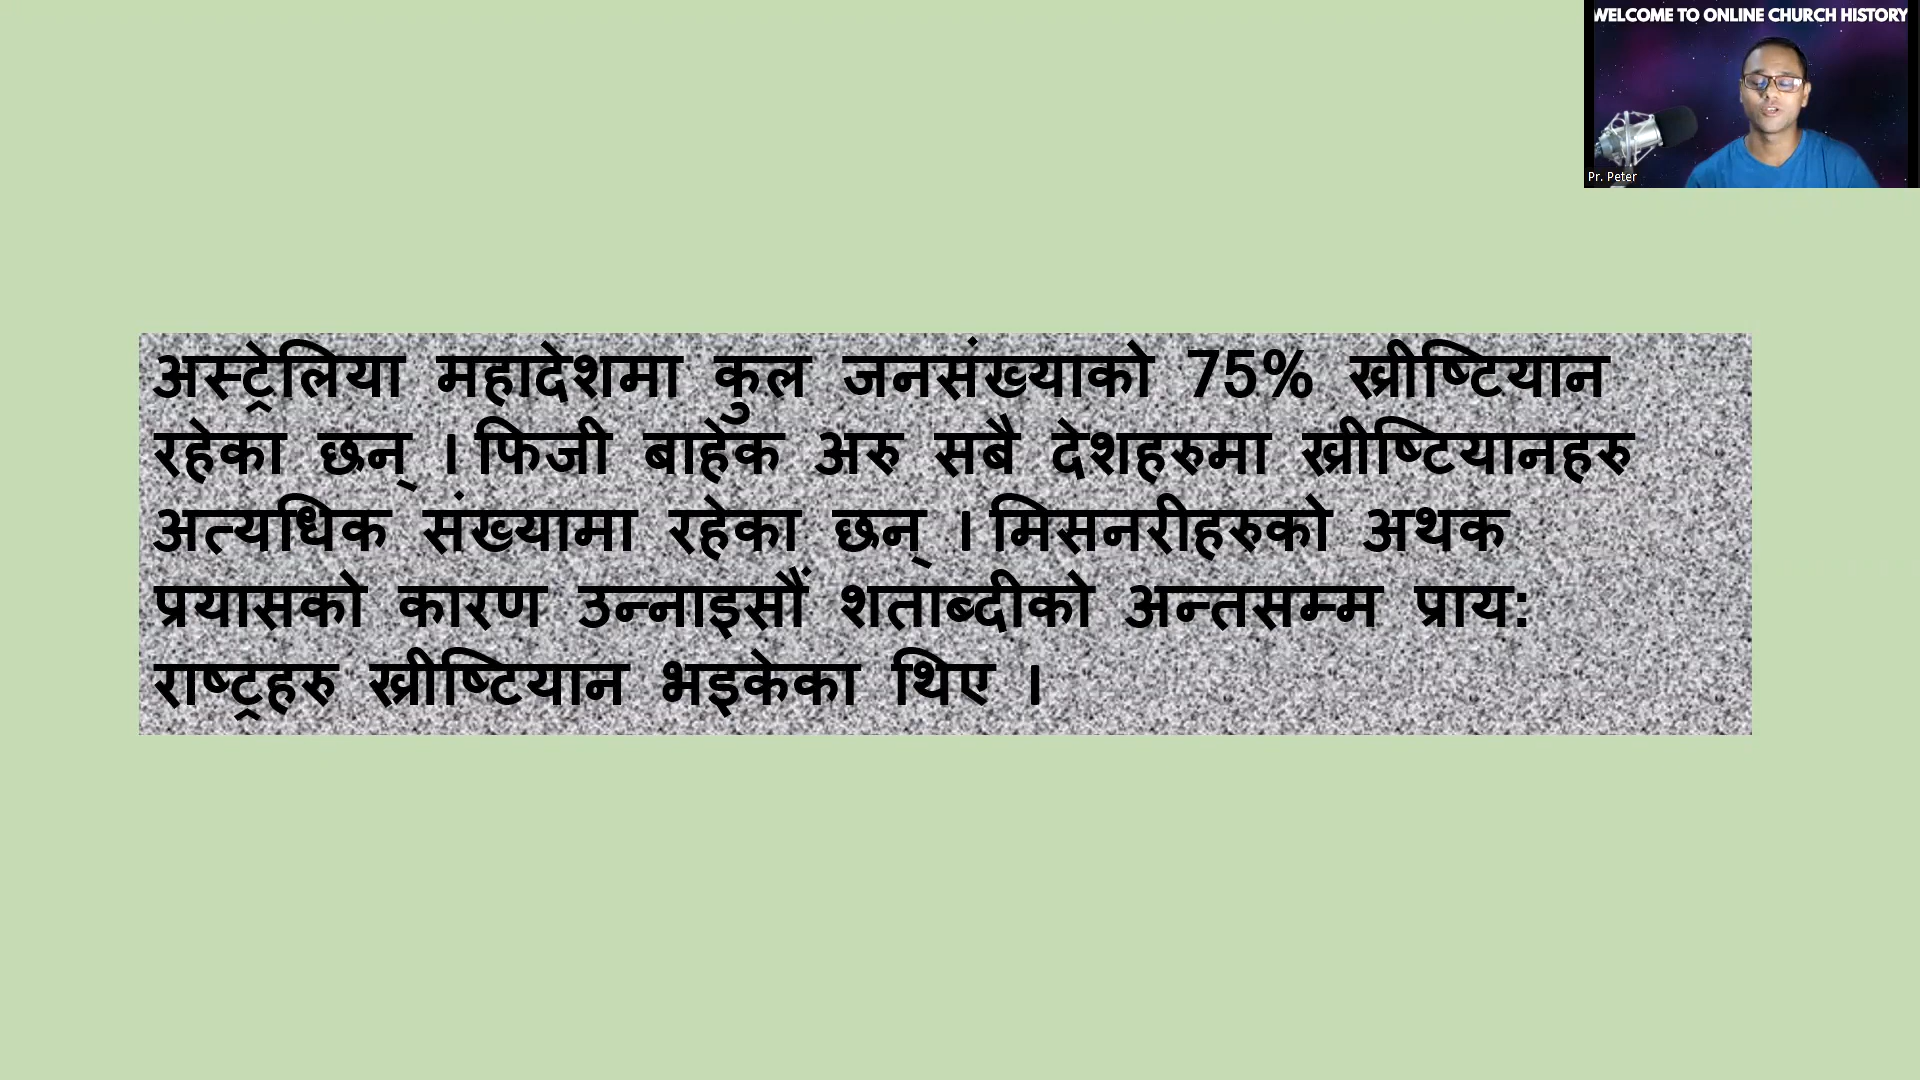 WELCOME TO ONLINE CHURCH HISTORY
Pr. Peter
अस्ट्रेलिया महादेशमा कुल जनसंख्याको 75% ख्रीष्टियान
रहेका छन् । फिजी बाहेक अरु सबै देशहरुमा ख्रीष्टियानहरु
अत्यधिक संख्यामा रहेका छन् । मिसनरीहरुको अथक
प्रयासको कारण उन्नाइसौं शताब्दीको अन्तसम्म प्राय:
राष्ट्रहरु ख्रीष्टियान भइकेका थिए ।